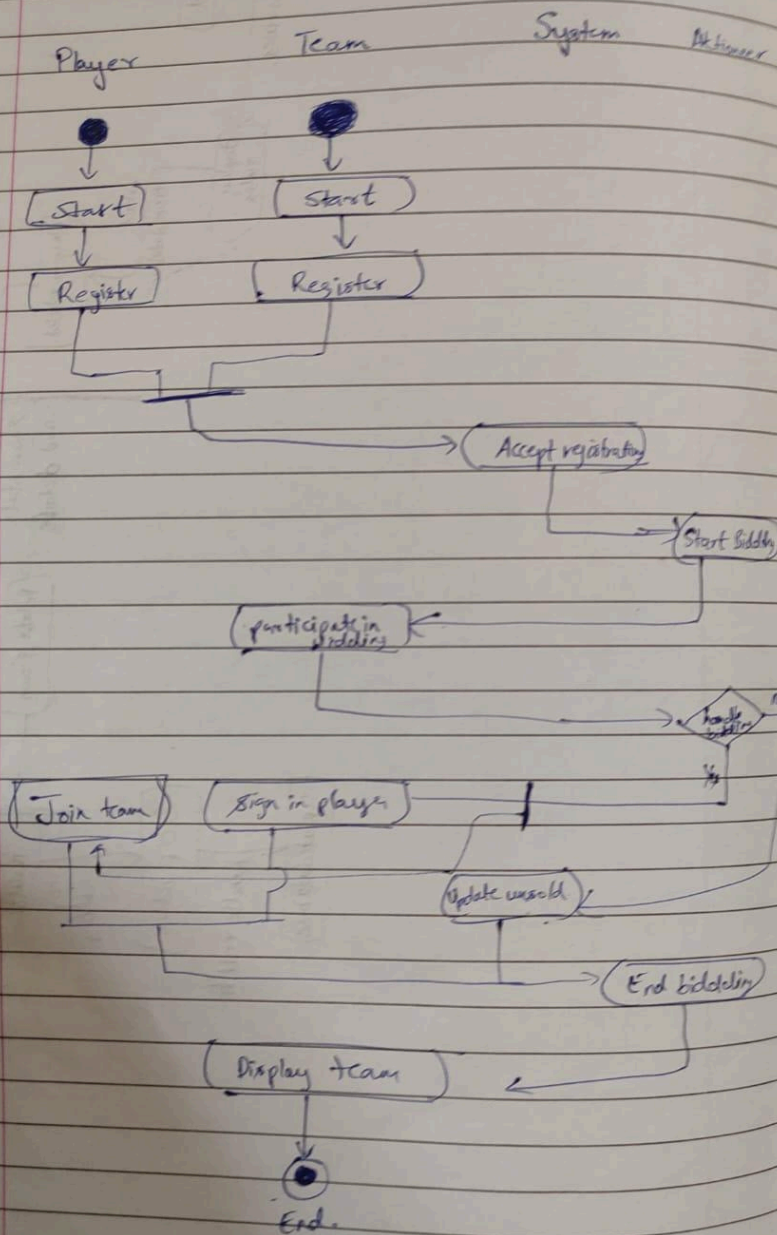 Player
Team
System
Start
Start
Register
Register
Accept registration
Start Bidding
participate in
bidding
handle
bidding
Yes
Join team
Sign in player
Update unsold
End bidding
Display team
End.